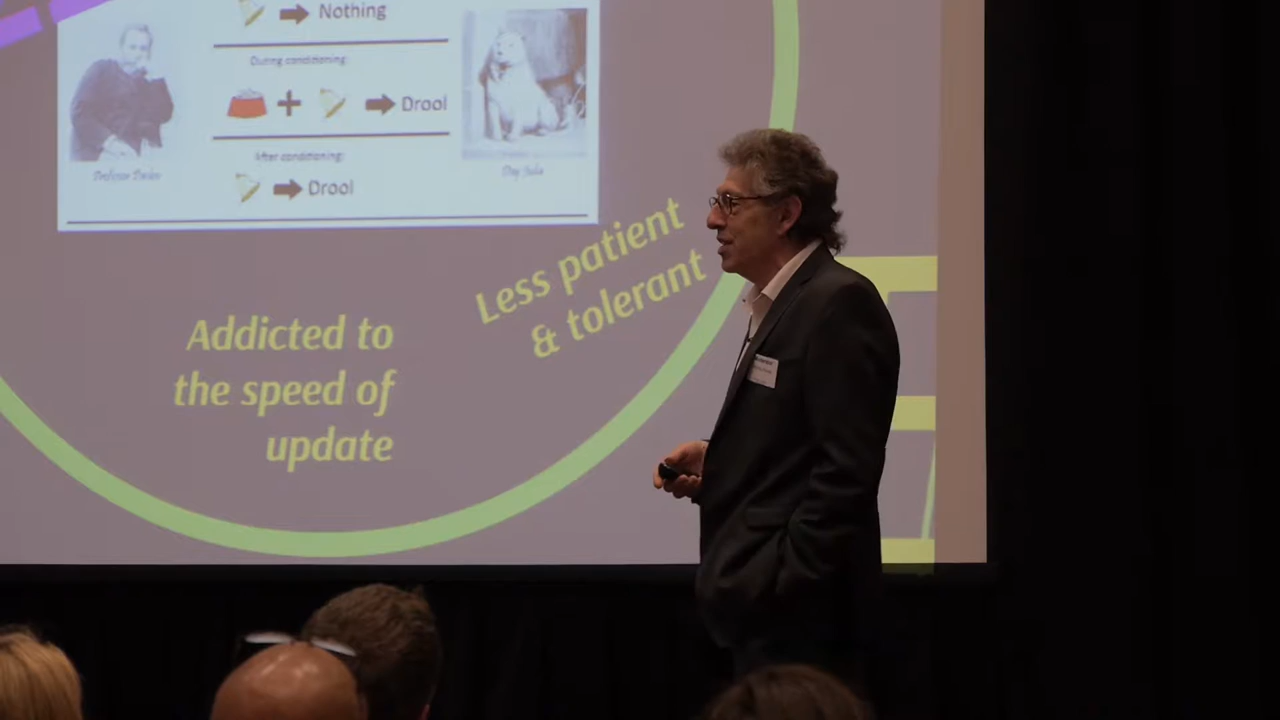 Nothing
During conditioning:
+ Drool
After conditioning:
Drool
Less patient
& tolerant
Addicted to
the speed of
update